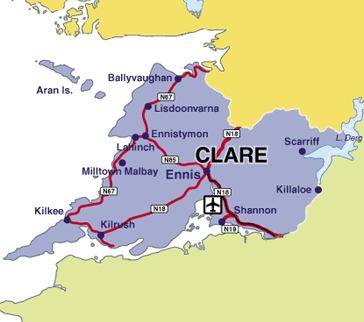 Ballyvaughan
Aran Is.
N67
Lisdoonvarna
Ennistymon
N18
Scarriff
L. Derg
Lahinch
N85
CLARE
Milltown Malbay
Ennis
N67
N18
Killaloe
Kilkee
N18
Shannon
Kilrush
N19